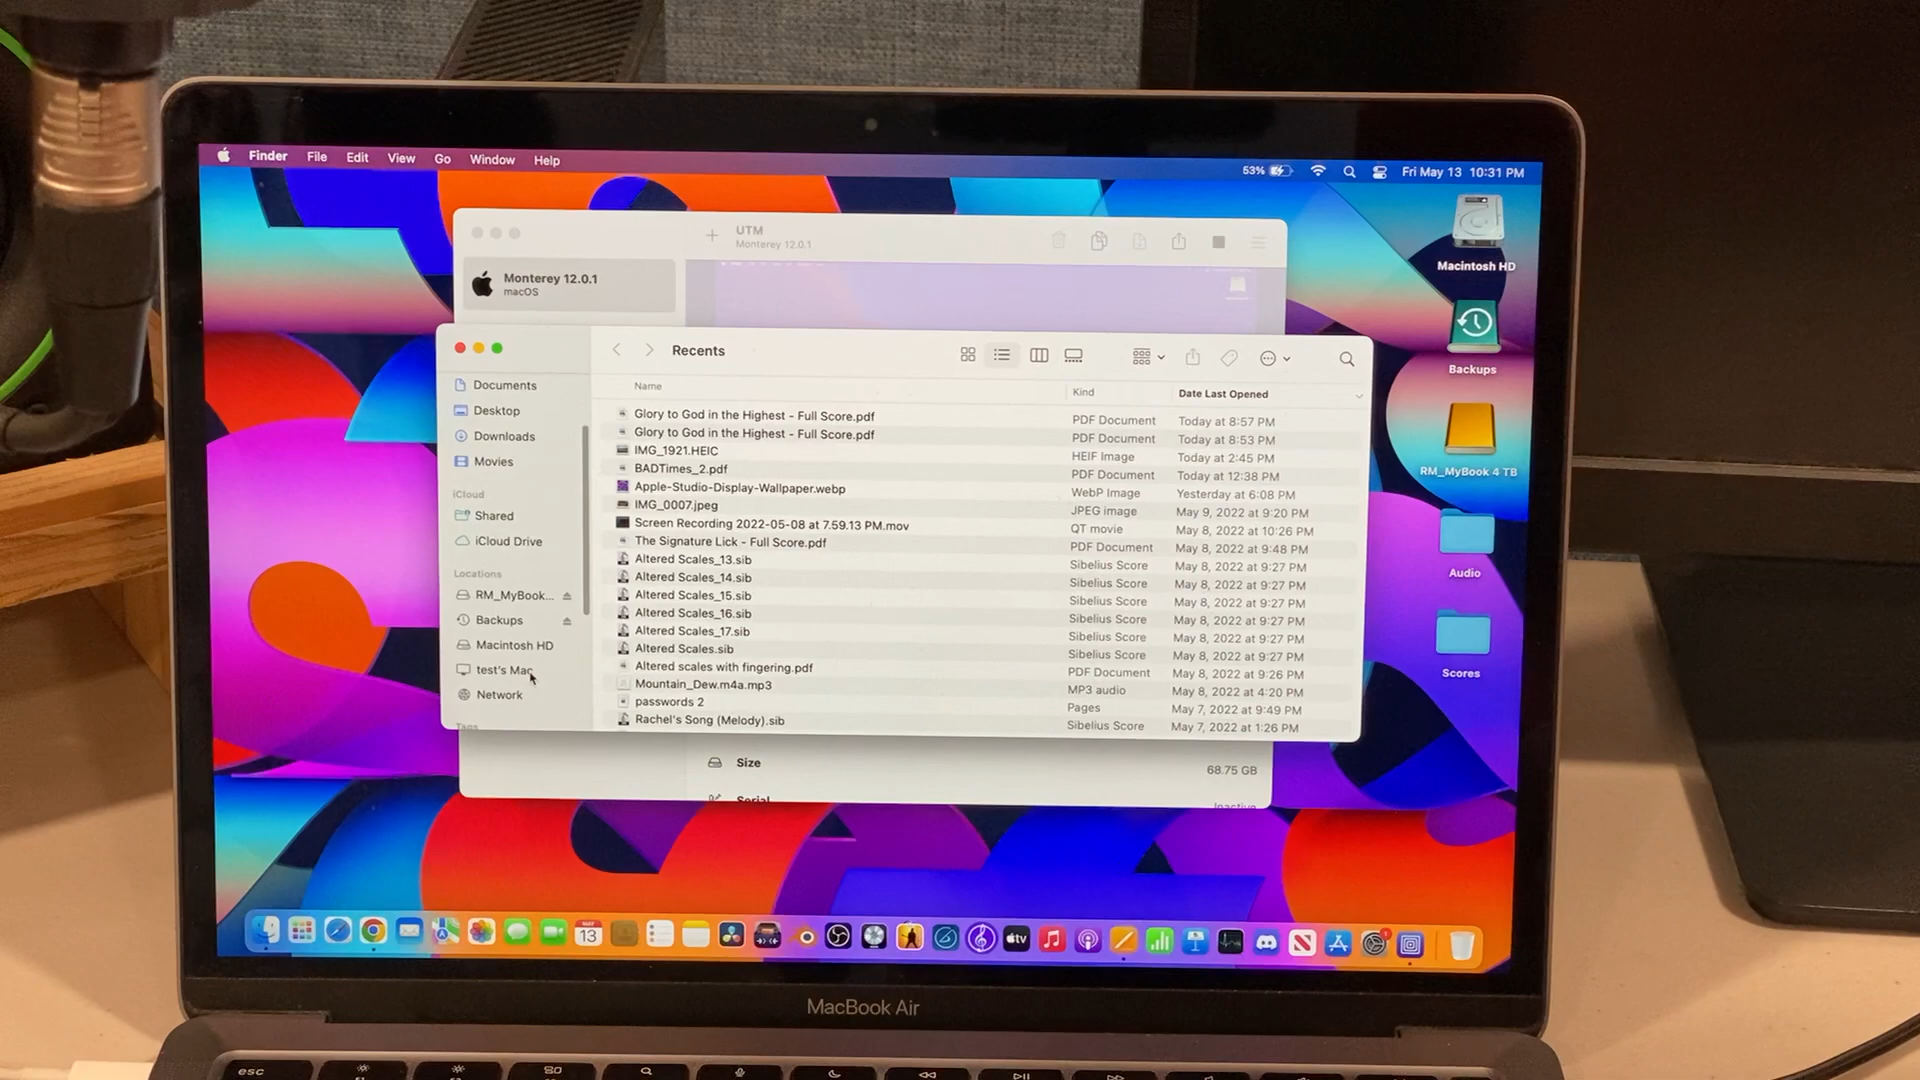 Finder File Edit View Go Window Help
53% Fri May 13 10:31 PM
UTM
Monterey 12.0.1
Monterey 12.0.1
macOS
Macintosh HD
Backups
RM_MyBook 4 TB
Audio
Scores
Recents
Documents
Desktop
Downloads
Movies
iCloud
Shared
iCloud Drive
Locations
RM_MyBook...
Backups
Macintosh HD
test's Mac
Network
Tags
Name Kind Date Last Opened
Glory to God in the Highest - Full Score.pdf PDF Document Today at 8:57 PM
Glory to God in the Highest - Full Score.pdf PDF Document Today at 8:53 PM
IMG_1921.HEIC HEIF Image Today at 2:45 PM
BADTimes_2.pdf PDF Document Today at 12:38 PM
Apple-Studio-Display-Wallpaper.webp WebP Image Yesterday at 6:08 PM
IMG_0007.jpeg JPEG image May 9, 2022 at 9:20 PM
Screen Recording 2022-05-08 at 7.59.13 PM.mov QT movie May 8, 2022 at 10:26 PM
The Signature Lick - Full Score.pdf PDF Document May 8, 2022 at 9:48 PM
Altered Scales_13.sib Sibelius Score May 8, 2022 at 9:27 PM
Altered Scales_14.sib Sibelius Score May 8, 2022 at 9:27 PM
Altered Scales_15.sib Sibelius Score May 8, 2022 at 9:27 PM
Altered Scales_16.sib Sibelius Score May 8, 2022 at 9:27 PM
Altered Scales_17.sib Sibelius Score May 8, 2022 at 9:27 PM
Altered Scales.sib Sibelius Score May 8, 2022 at 9:27 PM
Altered scales with fingering.pdf PDF Document May 8, 2022 at 9:26 PM
Mountain_Dew.m4a.mp3 MP3 audio May 8, 2022 at 4:20 PM
passwords 2 Pages May 7, 2022 at 9:49 PM
Rachel's Song (Melody).sib Sibelius Score May 7, 2022 at 1:26 PM
Size 68.75 GB
Serial Inactive
MAY
13
tv
MacBook Air
esc